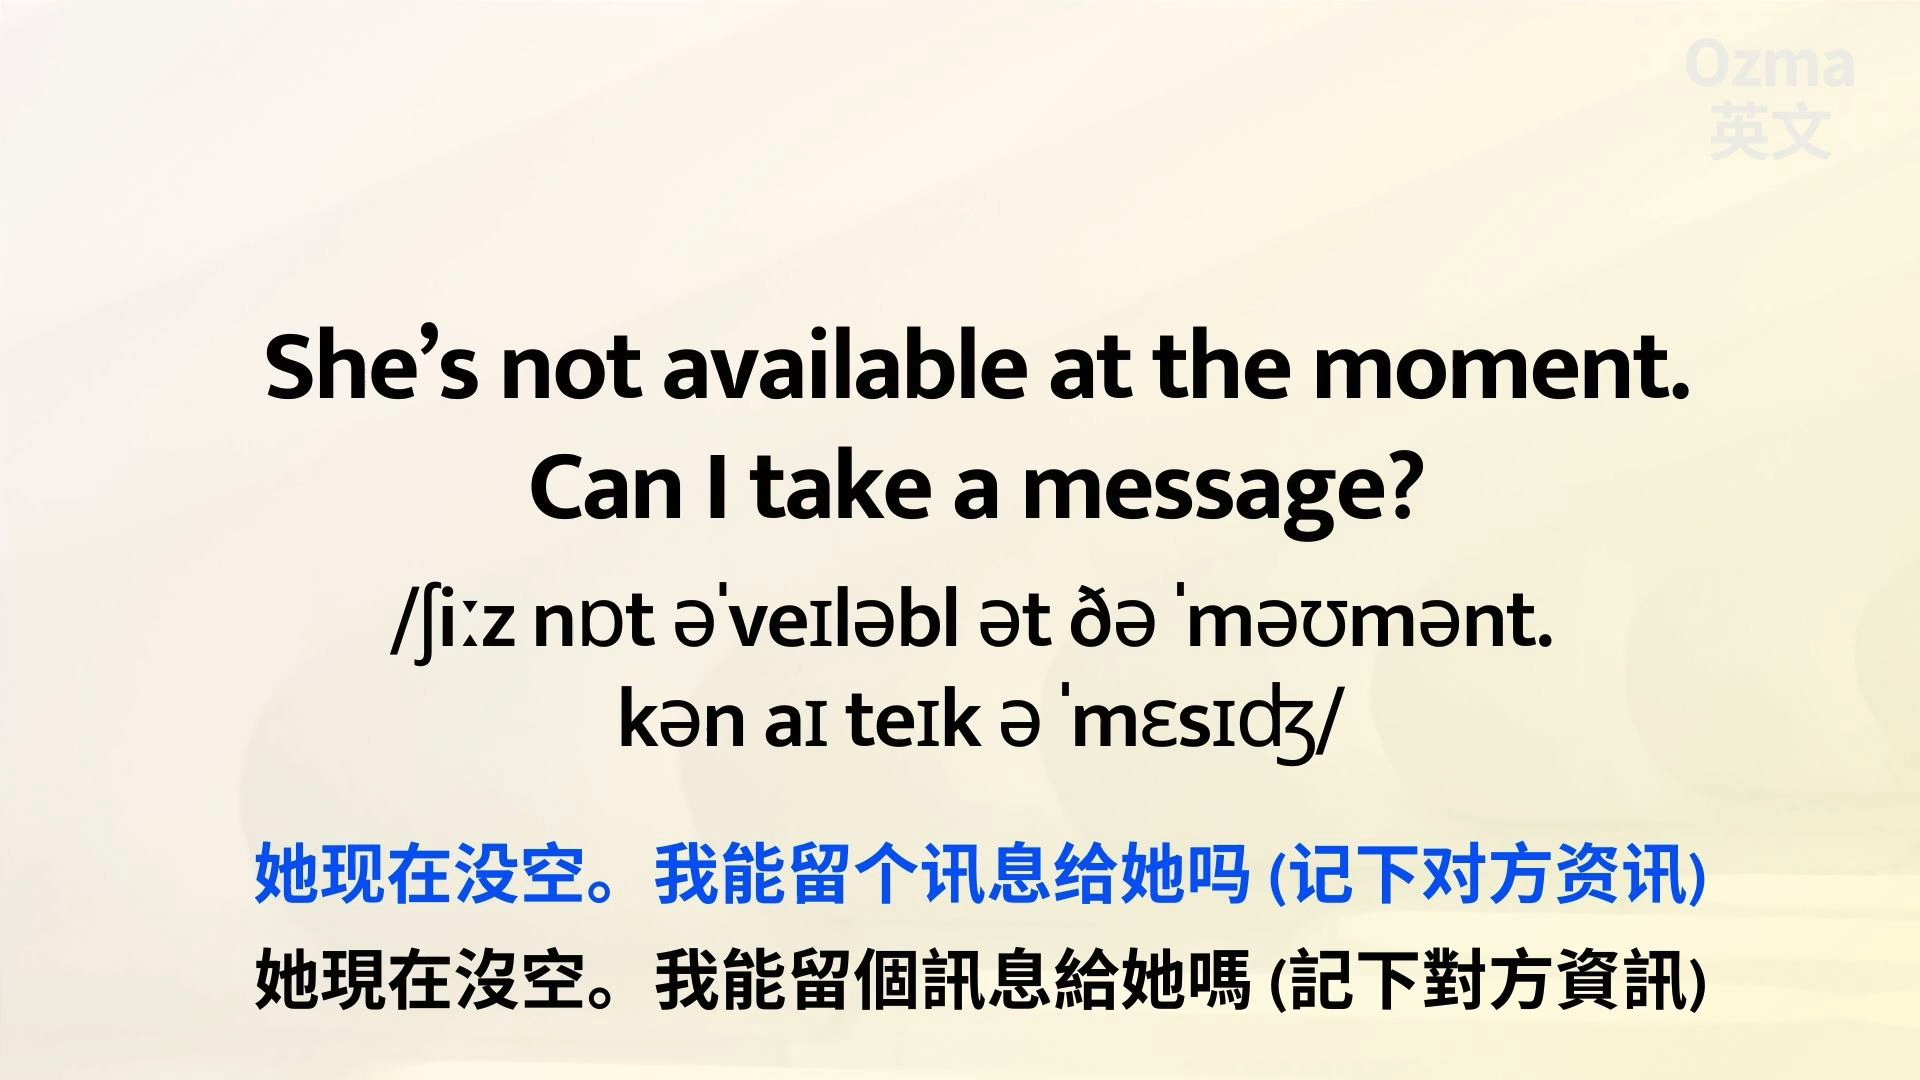 Ozma
英文
She’s not available at the moment.
Can I take a message?
/ʃiːz nɒt əˈveɪləbl ət ðə ˈməʊmənt.
kən aɪ teɪk ə ˈmɛsɪʤ/
她现在没空。我能留个讯息给她吗 (记下对方资讯)
她現在沒空。我能留個訊息給她嗎 (記下對方資訊)